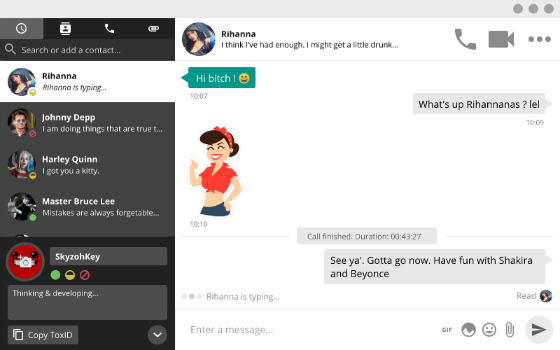 Search or add a contact...
Rihanna
Rihanna is typing...
Johnny Depp
I am doing things that are true t...
Harley Quinn
I got you a kitty.
Master Bruce Lee
Mistakes are always forgetable...
SkyzohKey
Thinking & developing...
Copy ToxID
Rihanna
I think I've had enough, I might get a little drunk...
Hi bitch ! 😄
10:07
What's up Rihannanas ? lel
10:09
10:10
Call finished. Duration: 00:43:27
See ya'. Gotta go now. Have fun with Shakira
and Beyonce
Rihanna is typing...
Read
Enter a message...
GIF